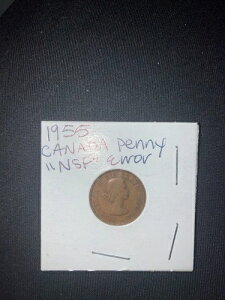 1955
CANADA penny
"NSF" Error